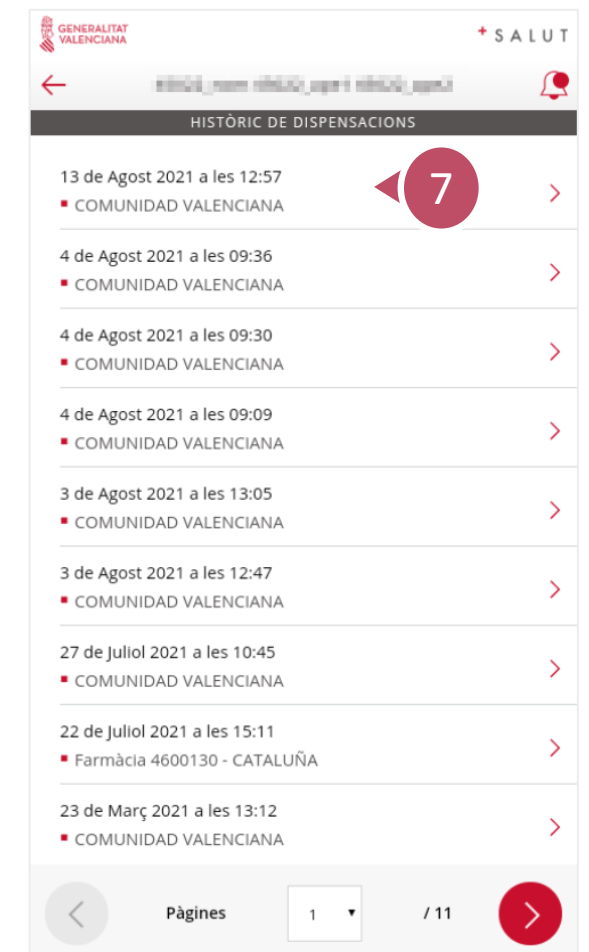 GENERALITAT
VALENCIANA
+ S A L U T
HISTÒRIC DE DISPENSACIONS
13 de Agost 2021 a les 12:57
COMUNIDAD VALENCIANA
7
4 de Agost 2021 a les 09:36
COMUNIDAD VALENCIANA
4 de Agost 2021 a les 09:30
COMUNIDAD VALENCIANA
4 de Agost 2021 a les 09:09
COMUNIDAD VALENCIANA
3 de Agost 2021 a les 13:05
COMUNIDAD VALENCIANA
3 de Agost 2021 a les 12:47
COMUNIDAD VALENCIANA
27 de Juliol 2021 a les 10:45
COMUNIDAD VALENCIANA
22 de Juliol 2021 a les 15:11
Farmàcia 4600130 - CATALUÑA
23 de Març 2021 a les 13:12
COMUNIDAD VALENCIANA
Pàgines 1 / 11